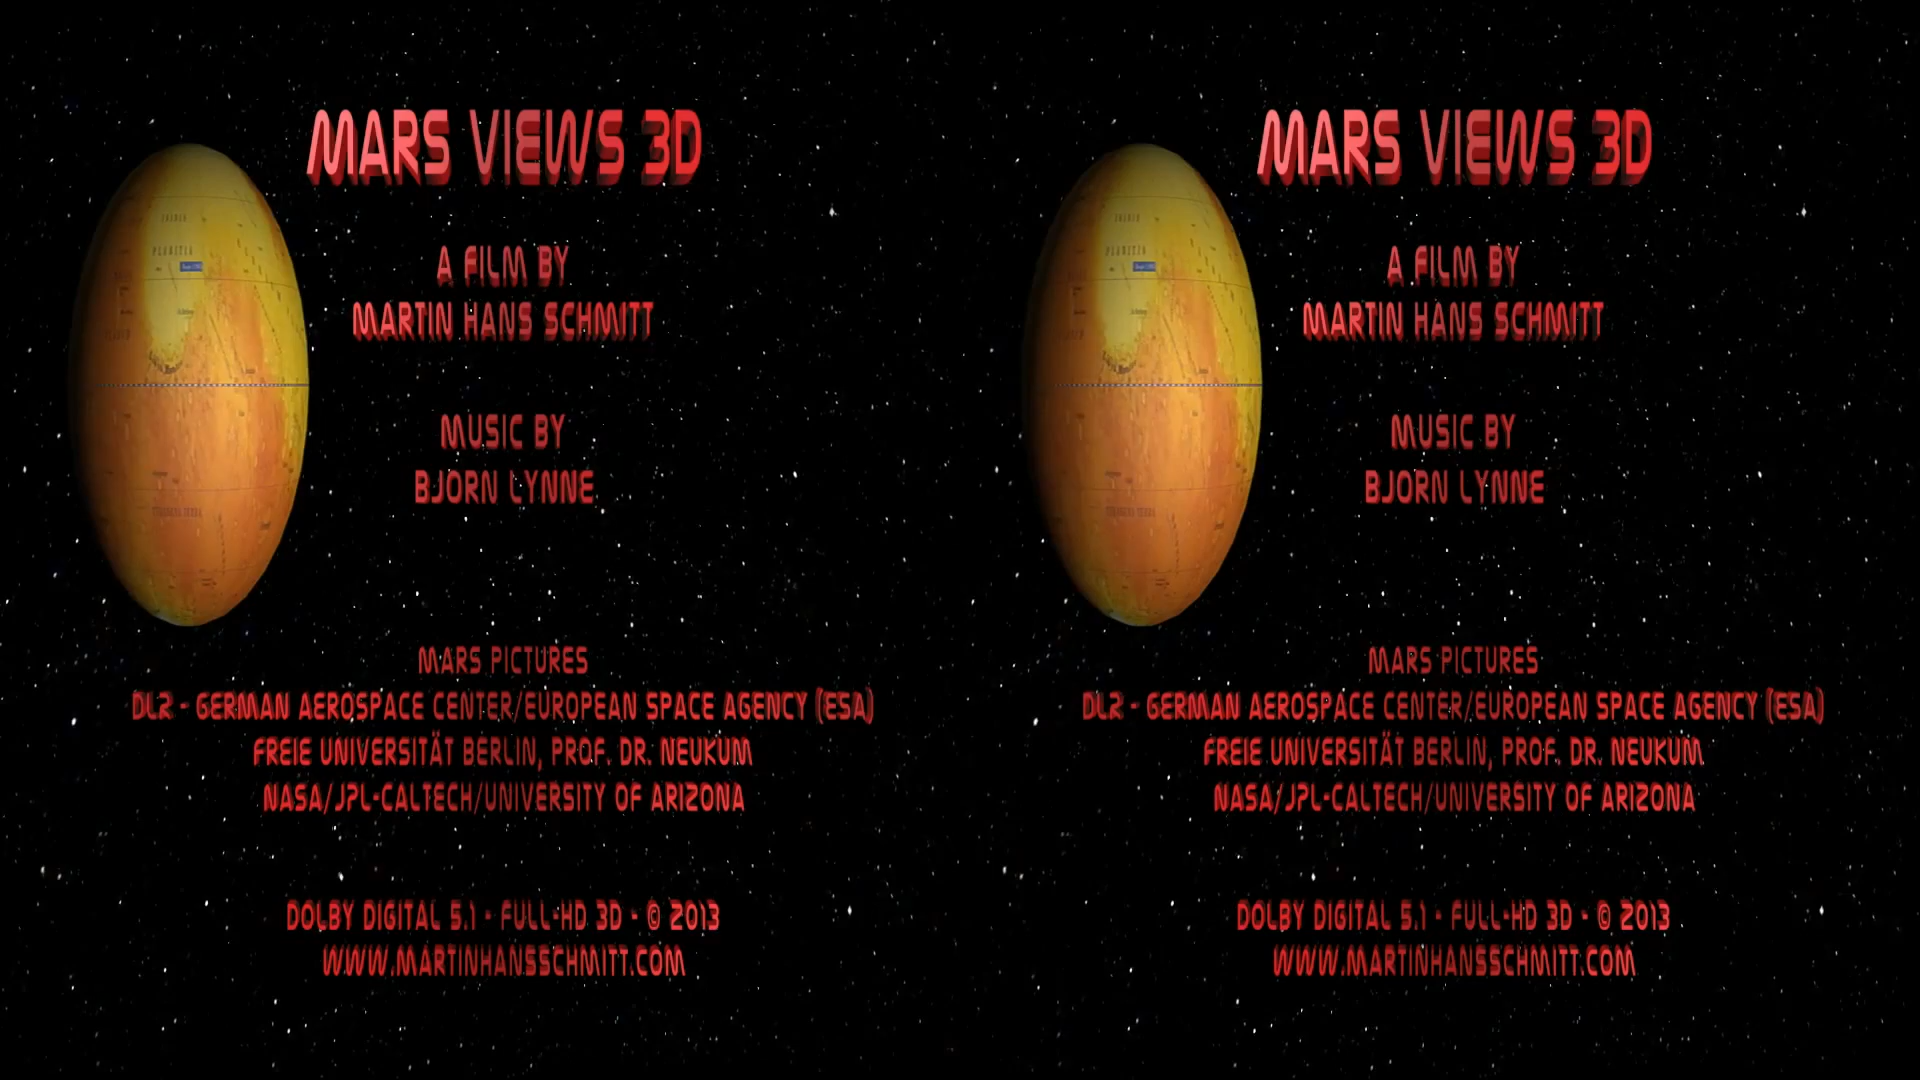 MARS VIEWS 3D
A FILM BY
MARTIN HANS SCHMITT
MUSIC BY
BJORN LYNNE
MARS PICTURES
DLR - GERMAN AEROSPACE CENTER/EUROPEAN SPACE AGENCY (ESA)
FREIE UNIVERSITÄT BERLIN, PROF. DR. NEUKUM
NASA/JPL-CALTECH/UNIVERSITY OF ARIZONA
DOLBY DIGITAL 5.1 - FULL-HD 3D - © 2013
WWW.MARTINHANSSCHMITT.COM
PLANITIA
MARS VIEWS 3D
A FILM BY
MARTIN HANS SCHMITT
MUSIC BY
BJORN LYNNE
MARS PICTURES
DLR - GERMAN AEROSPACE CENTER/EUROPEAN SPACE AGENCY (ESA)
FREIE UNIVERSITÄT BERLIN, PROF. DR. NEUKUM
NASA/JPL-CALTECH/UNIVERSITY OF ARIZONA
DOLBY DIGITAL 5.1 - FULL-HD 3D - © 2013
WWW.MARTINHANSSCHMITT.COM
PLANITIA